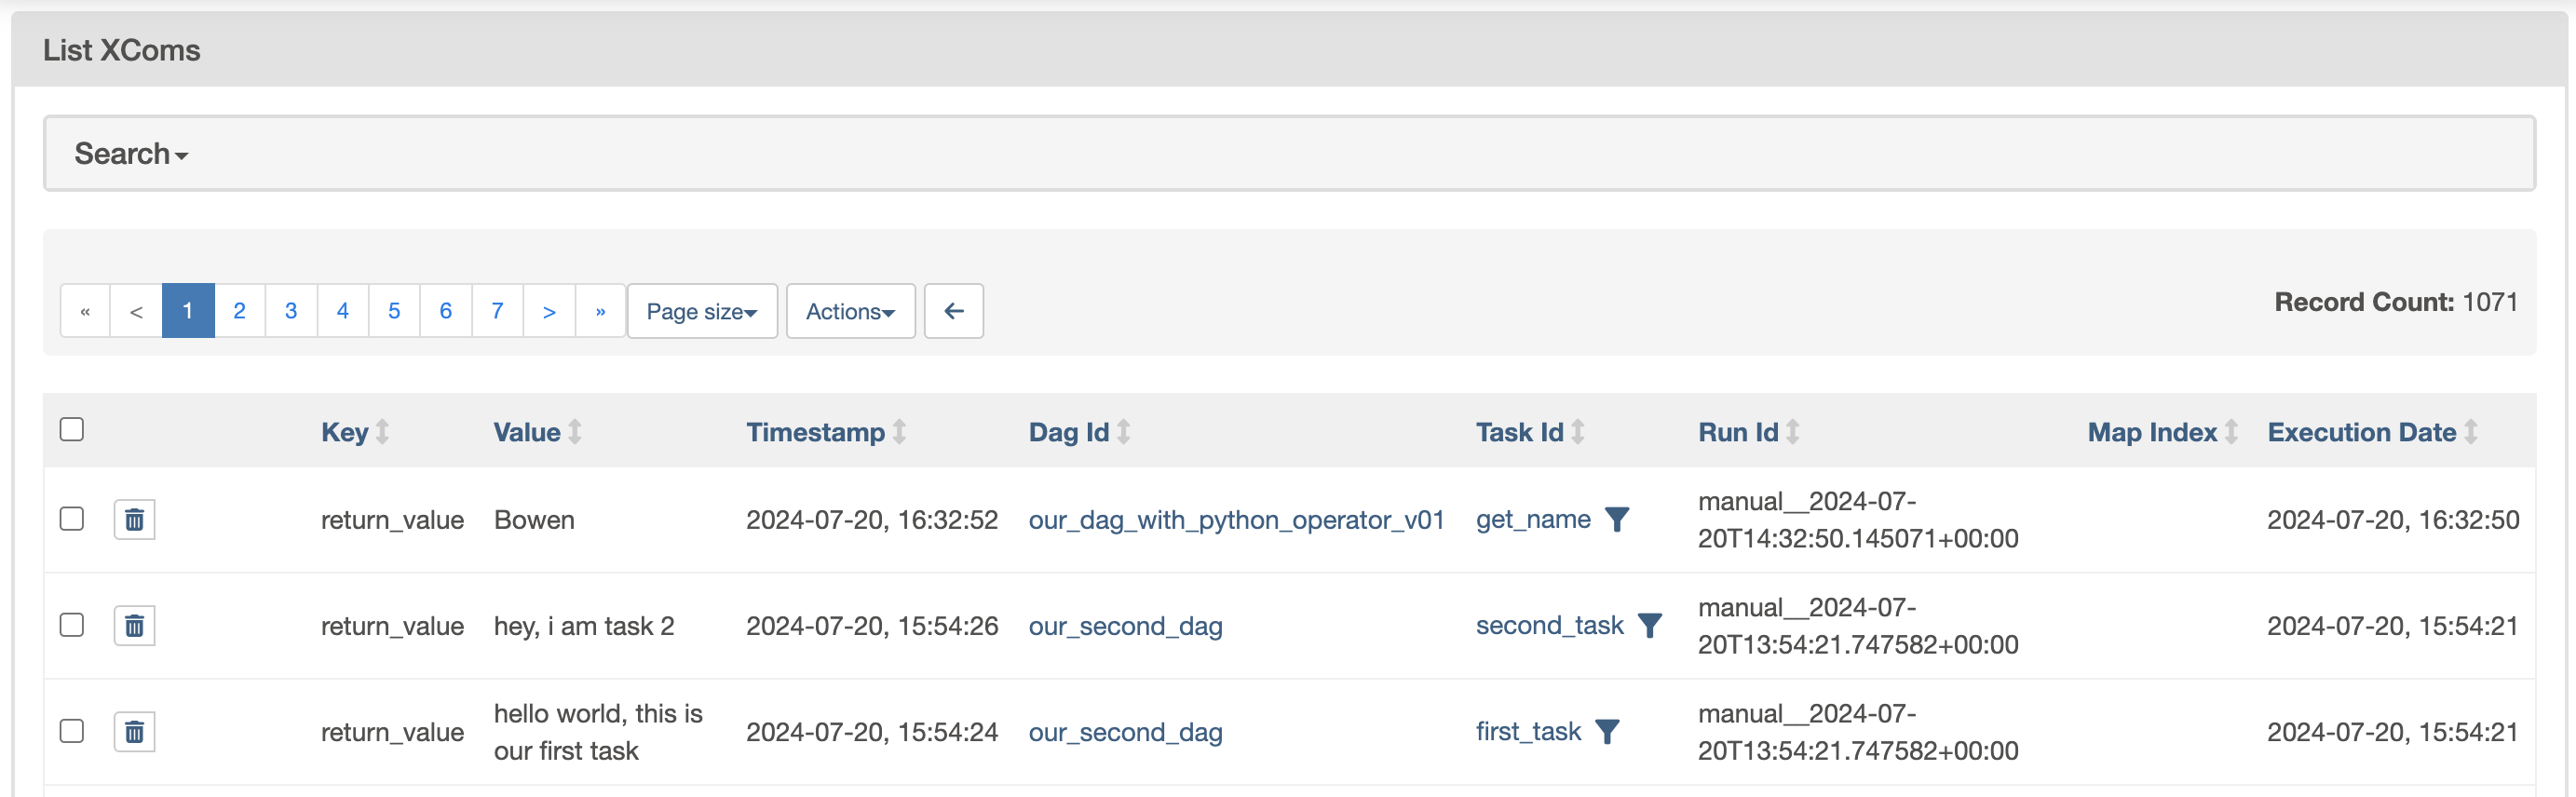 List XComs
Search
« < 1 2 3 4 5 6 7 > » Page size Actions
Record Count: 1071
Key Value Timestamp Dag Id Task Id Run Id Map Index Execution Date
return_value Bowen 2024-07-20, 16:32:52 our_dag_with_python_operator_v01 get_name manual__2024-07-
20T14:32:50.145071+00:00 2024-07-20, 16:32:50
return_value hey, i am task 2 2024-07-20, 15:54:26 our_second_dag second_task manual__2024-07-
20T13:54:21.747582+00:00 2024-07-20, 15:54:21
return_value hello world, this is
our first task 2024-07-20, 15:54:24 our_second_dag first_task manual__2024-07-
20T13:54:21.747582+00:00 2024-07-20, 15:54:21